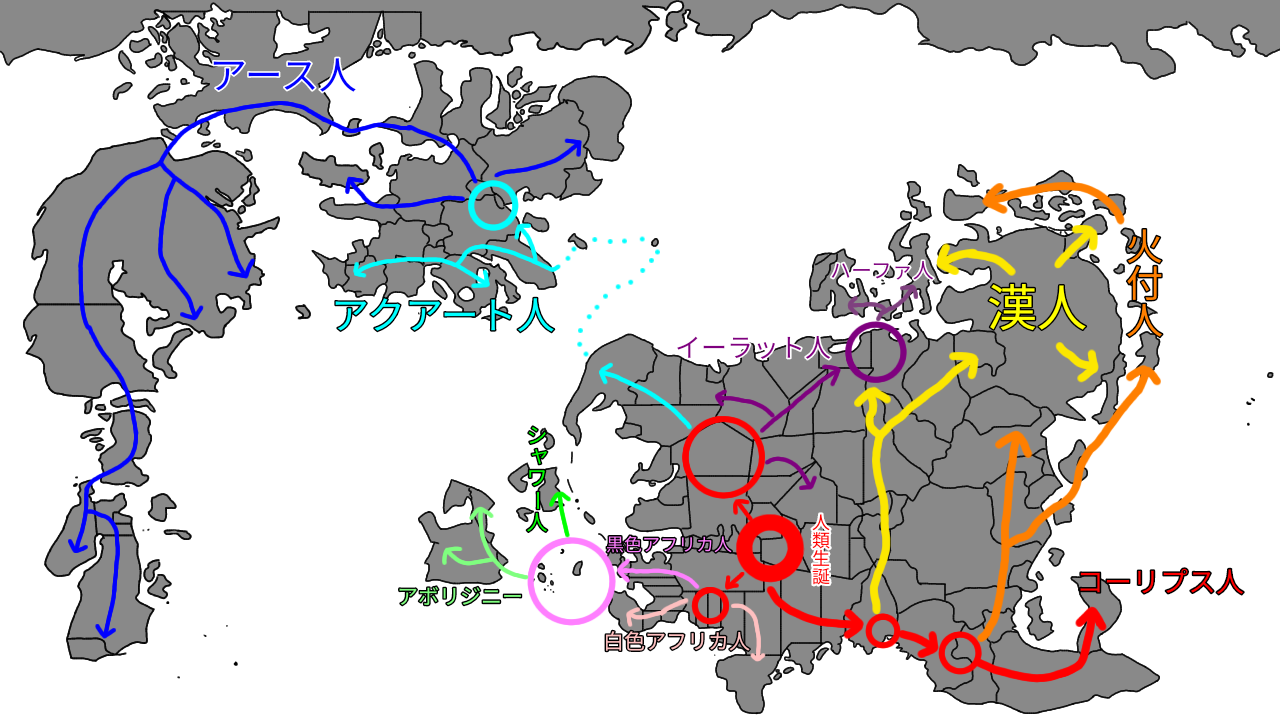 アース人
アクアート人
ハーファ人
火付人
漢人
イーラット人
シャワー人
黒色アフリカ人
人類生誕
アボリジニー
コーリプス人
白色アフリカ人